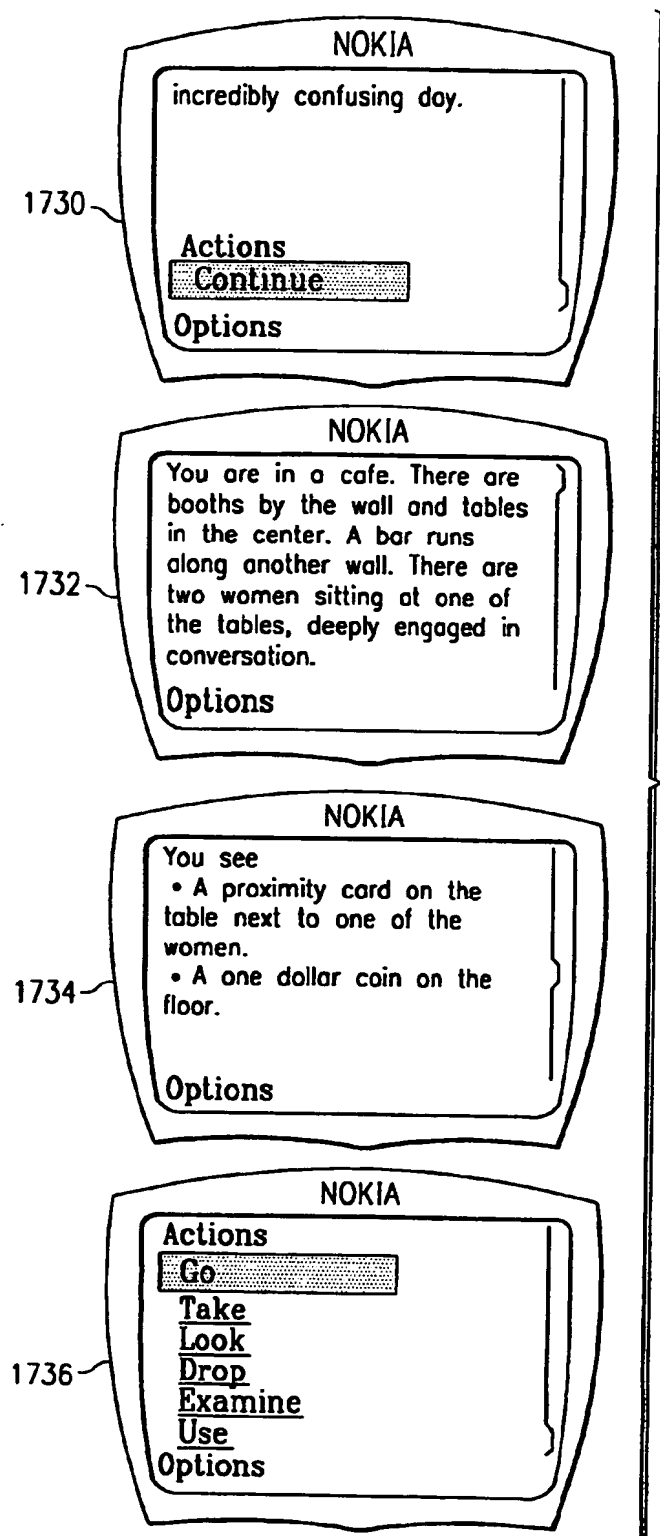 NOKIA
incredibly confusing day.
Actions
Continue
Options
1730
NOKIA
You are in a cafe. There are
booths by the wall and tables
in the center. A bar runs
along another wall. There are
two women sitting at one of
the tables, deeply engaged in
conversation.
Options
1732
NOKIA
You see
• A proximity card on the
table next to one of the
women.
• A one dollar coin on the
floor.
Options
1734
NOKIA
Actions
Go
Take
Look
Drop
Examine
Use
Options
1736